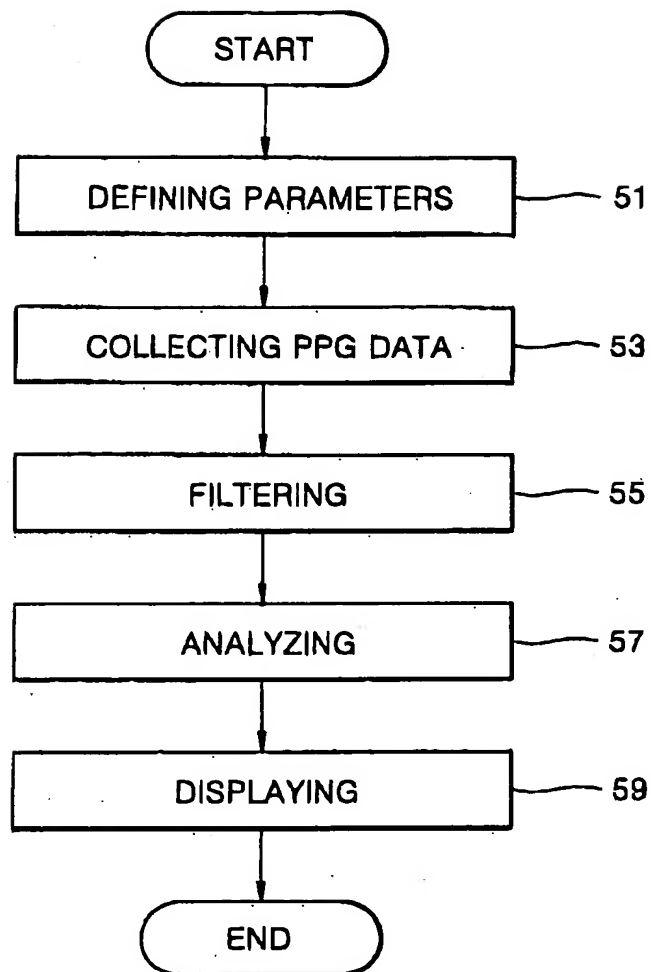 START
DEFINING PARAMETERS 51
COLLECTING PPG DATA 53
FILTERING 55
ANALYZING 57
DISPLAYING 59
END